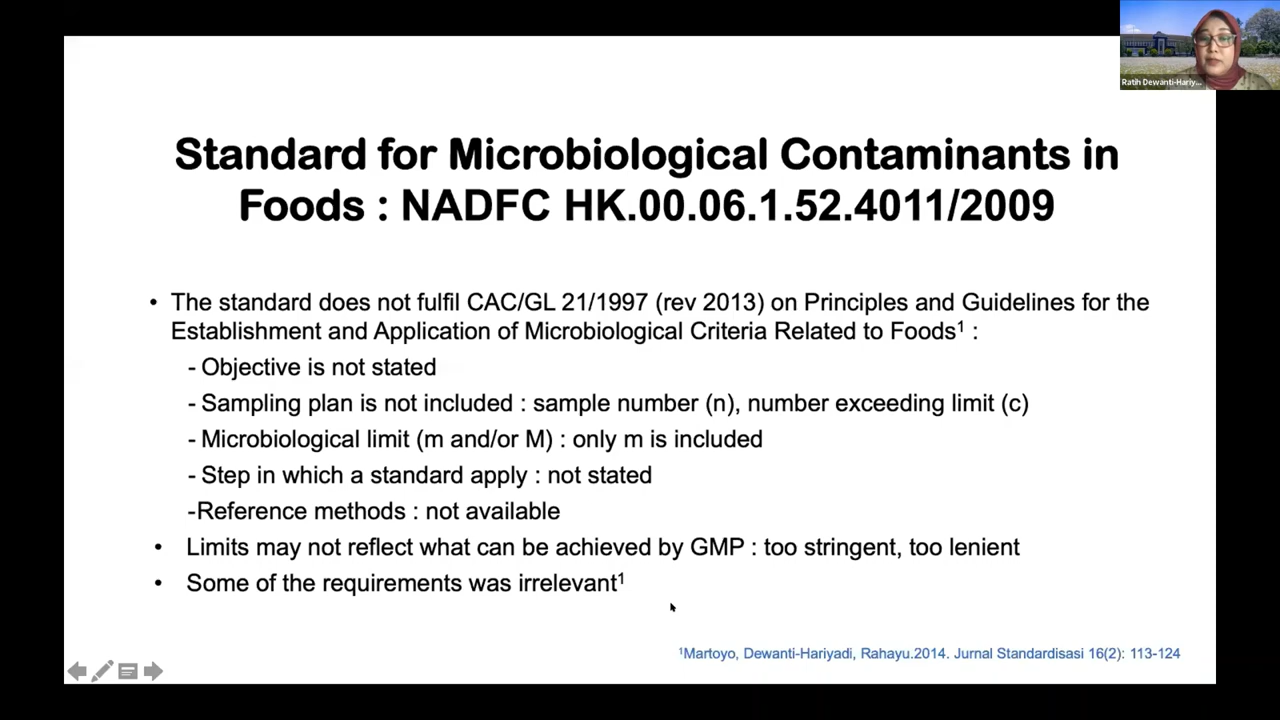 Ratih Dewanti-Hariy...
Standard for Microbiological Contaminants in
Foods : NADFC HK.00.06.1.52.4011/2009
• The standard does not fulfil CAC/GL 21/1997 (rev 2013) on Principles and Guidelines for the
Establishment and Application of Microbiological Criteria Related to Foods¹ :
- Objective is not stated
- Sampling plan is not included : sample number (n), number exceeding limit (c)
- Microbiological limit (m and/or M) : only m is included
- Step in which a standard apply : not stated
-Reference methods : not available
• Limits may not reflect what can be achieved by GMP : too stringent, too lenient
• Some of the requirements was irrelevant¹
¹Martoyo, Dewanti-Hariyadi, Rahayu.2014. Jurnal Standardisasi 16(2): 113-124